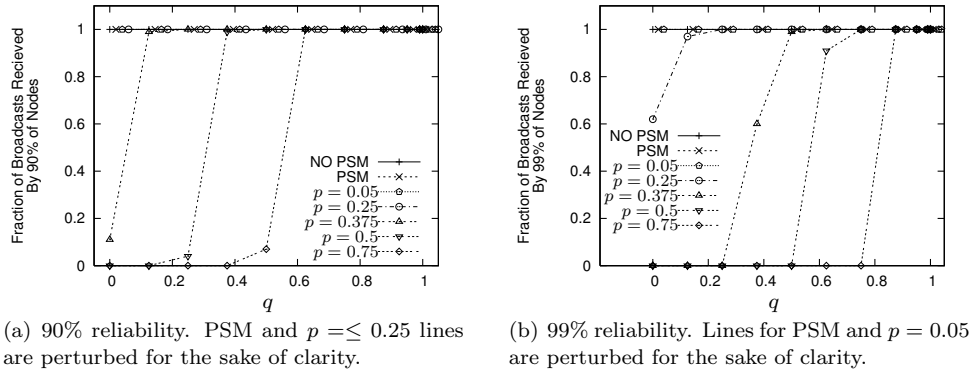 Fraction of Broadcasts Recieved
By 90% of Nodes
1
0.8
0.6
0.4
0.2
0
0 0.2 0.4 0.6 0.8 1
q
NO PSM
PSM
p = 0.05
p = 0.25
p = 0.375
p = 0.5
p = 0.75
(a) 90% reliability. PSM and p =≤ 0.25 lines
are perturbed for the sake of clarity.
Fraction of Broadcasts Recieved
By 99% of Nodes
1
0.8
0.6
0.4
0.2
0
0 0.2 0.4 0.6 0.8 1
q
NO PSM
PSM
p = 0.05
p = 0.25
p = 0.375
p = 0.5
p = 0.75
(b) 99% reliability. Lines for PSM and p = 0.05
are perturbed for the sake of clarity.